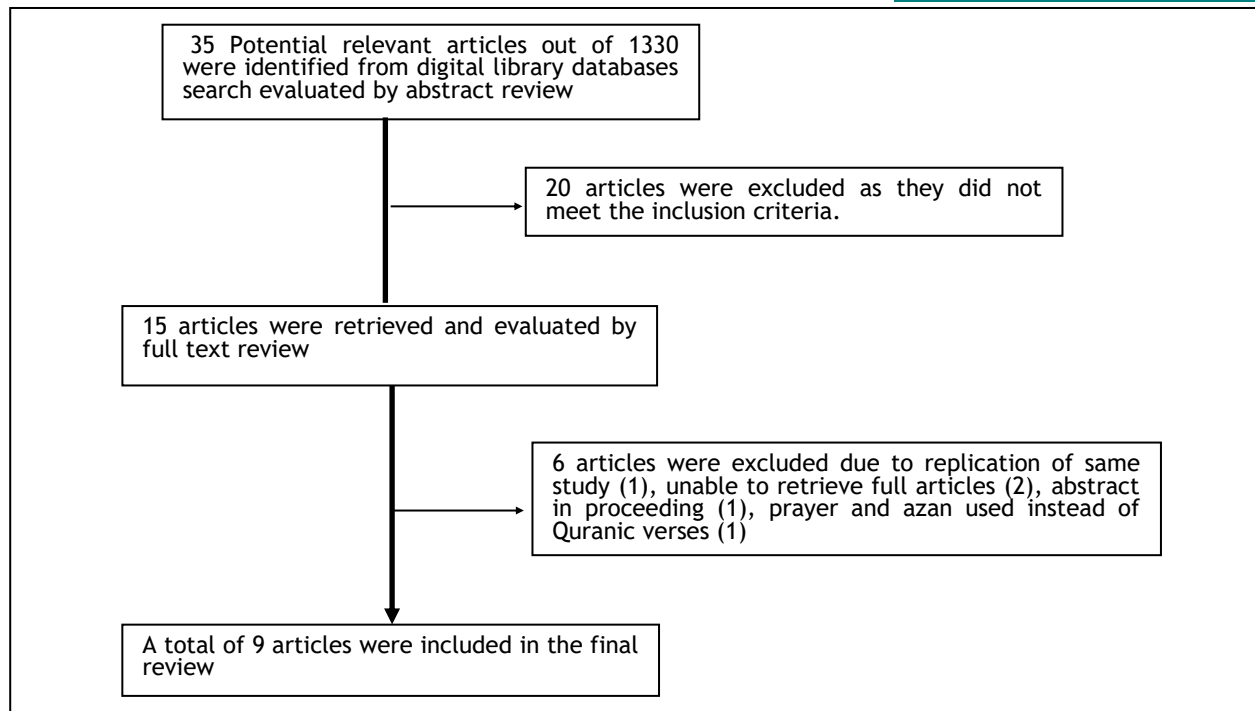 35 Potential relevant articles out of 1330
were identified from digital library databases
search evaluated by abstract review
20 articles were excluded as they did not
meet the inclusion criteria.
15 articles were retrieved and evaluated by
full text review
6 articles were excluded due to replication of same
study (1), unable to retrieve full articles (2), abstract
in proceeding (1), prayer and azan used instead of
Quranic verses (1)
A total of 9 articles were included in the final
review